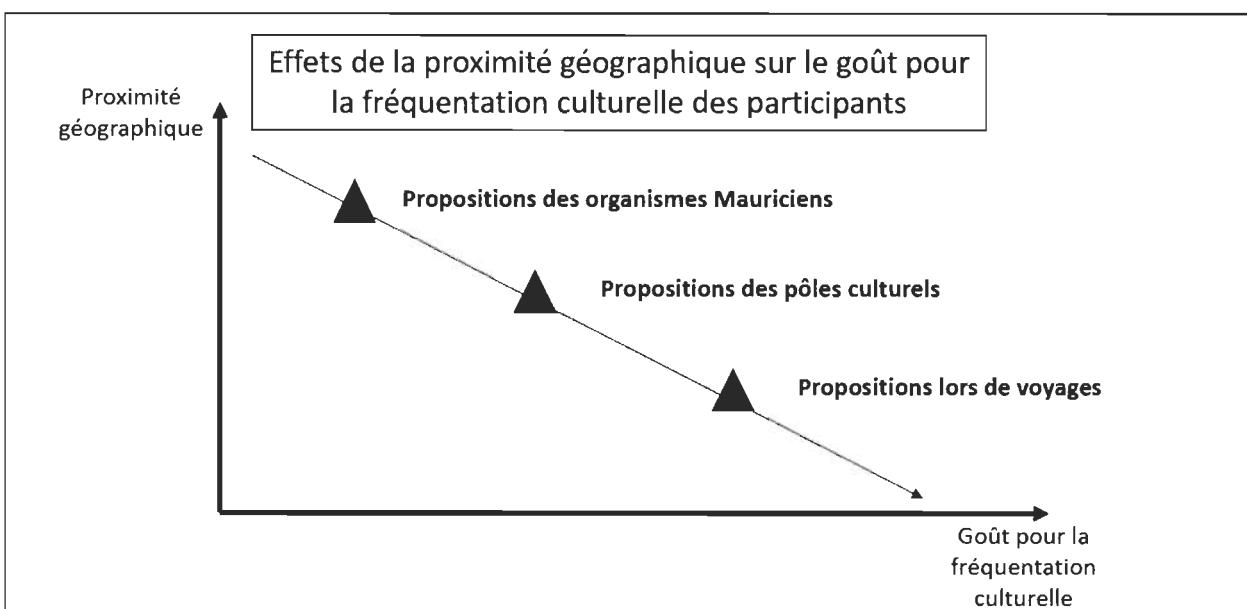 Effets de la proximité géographique sur le goût pour
la fréquentation culturelle des participants
Proximité
géographique
Propositions des organismes Mauriciens
Propositions des pôles culturels
Propositions lors de voyages
Goût pour la
fréquentation
culturelle